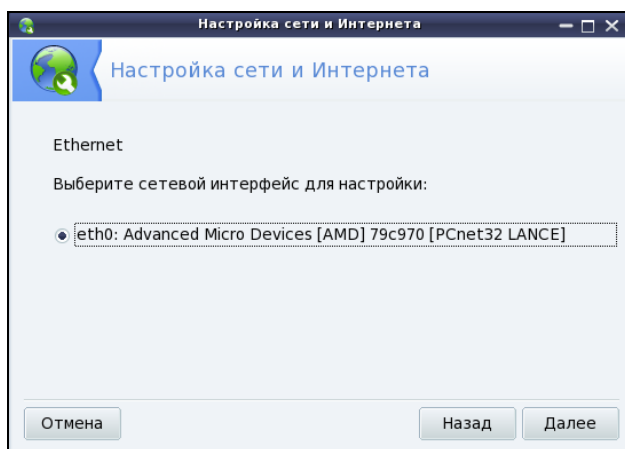 Настройка сети и Интернета
Настройка сети и Интернета
Ethernet
Выберите сетевой интерфейс для настройки:
eth0: Advanced Micro Devices [AMD] 79c970 [PCnet32 LANCE]
Отмена
Назад
Далее